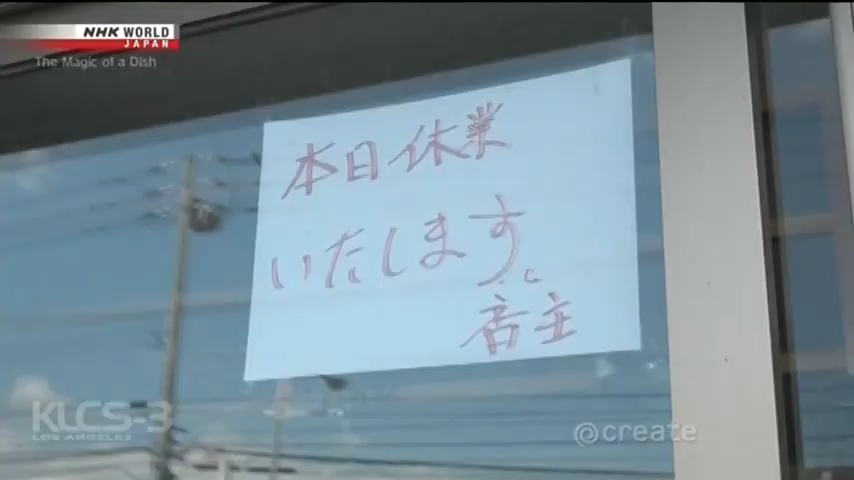 NHK WORLD
JAPAN
The Magic of a Dish
本日休業
いたします。
店主
KLCS-3
LOS ANGELES
@create